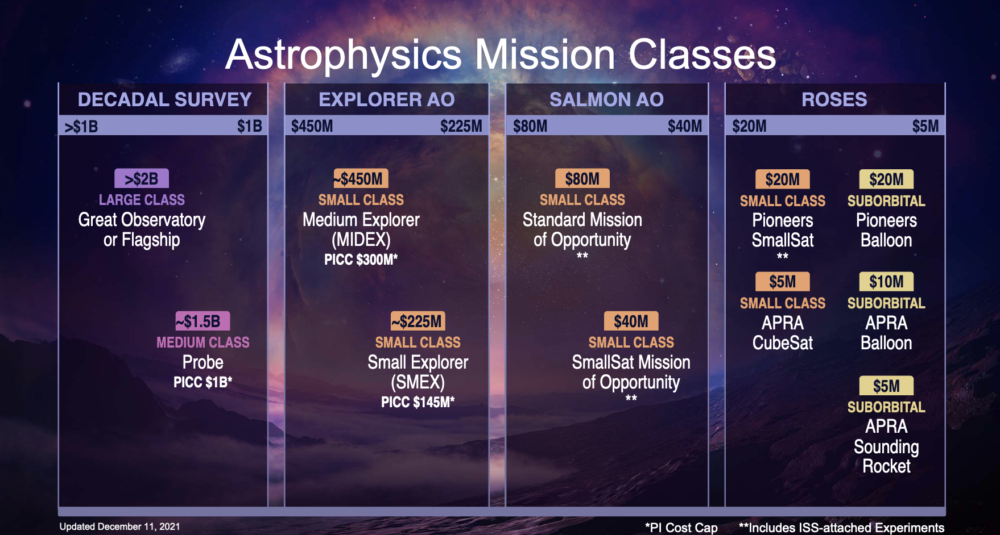 Astrophysics Mission Classes
DECADAL SURVEY
>$1B $1B
>$2B
LARGE CLASS
Great Observatory
or Flagship
~$1.5B
MEDIUM CLASS
Probe
PICC $1B*
EXPLORER AO
$450M $225M
~$450M
SMALL CLASS
Medium Explorer
(MIDEX)
PICC $300M*
~$225M
SMALL CLASS
Small Explorer
(SMEX)
PICC $145M*
SALMON AO
$80M $40M
$80M
SMALL CLASS
Standard Mission
of Opportunity
**
$40M
SMALL CLASS
SmallSat Mission
of Opportunity
**
ROSES
$20M $5M
$20M
SMALL CLASS
Pioneers
SmallSat
**
$20M
SUBORBITAL
Pioneers
Balloon
$5M
SMALL CLASS
APRA
CubeSat
$10M
SUBORBITAL
APRA
Balloon
$5M
SUBORBITAL
APRA
Sounding
Rocket
Updated December 11, 2021
*PI Cost Cap **Includes ISS-attached Experiments